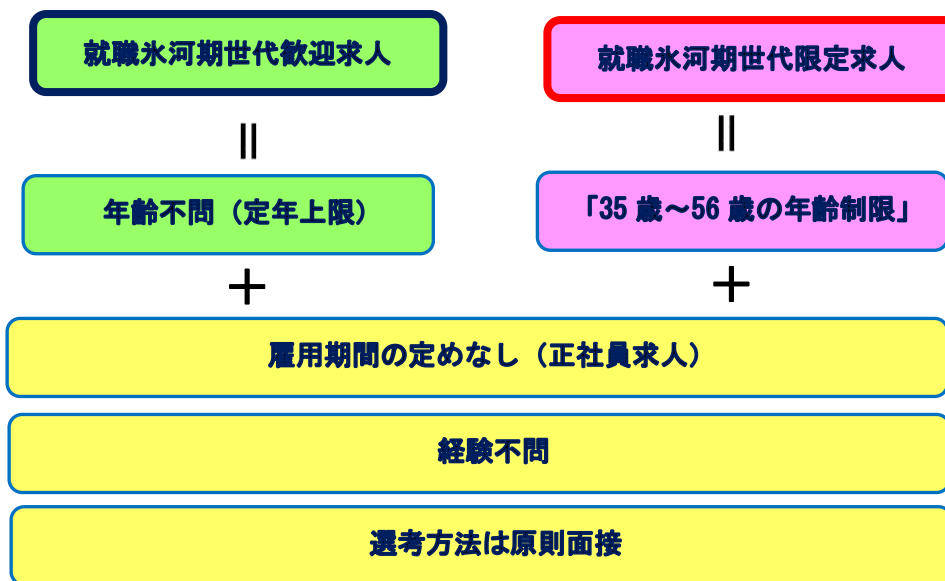 就職氷河期世代歓迎求人
就職氷河期世代限定求人
＝
＝
年齢不問（定年上限）
「35 歳～56 歳の年齢制限」
＋
＋
雇用期間の定めなし（正社員求人）
経験不問
選考方法は原則面接